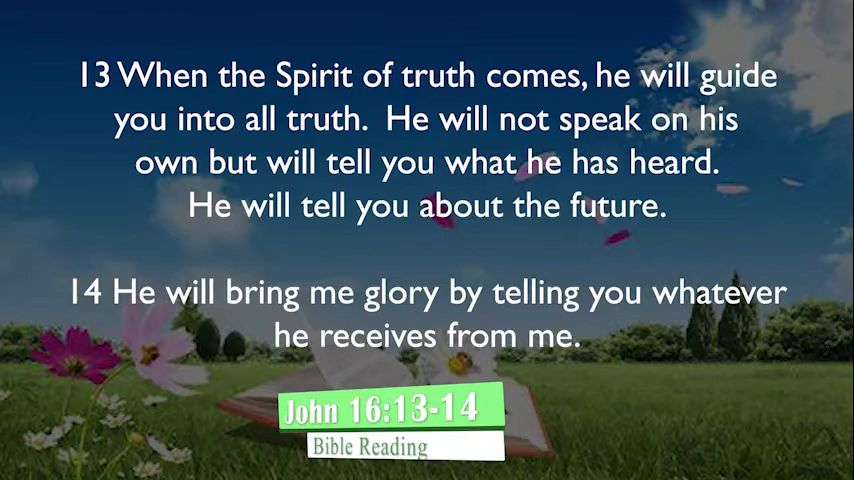 13 When the Spirit of truth comes, he will guide
you into all truth.  He will not speak on his
own but will tell you what he has heard.
He will tell you about the future.
14 He will bring me glory by telling you whatever
he receives from me.
John 16:13-14
Bible Reading